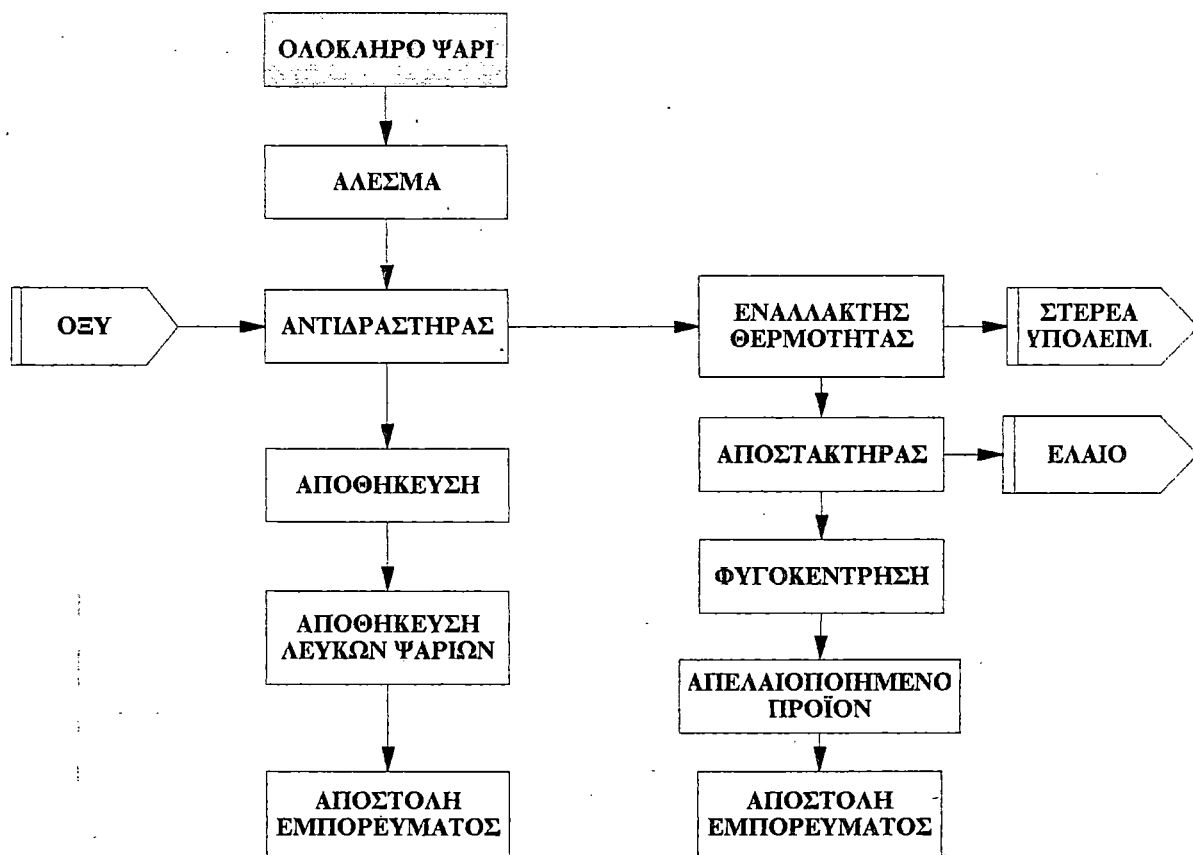 ΟΛΟΚΛΗΡΟ ΨΑΡΙ
ΑΛΕΣΜΑ
ΟΞΥ
ΑΝΤΙΔΡΑΣΤΗΡΑΣ
ΕΝΑΛΛΑΚΤΗΣ
ΘΕΡΜΟΤΗΤΑΣ
ΣΤΕΡΕΑ
ΥΠΟΛΕΙΜ.
ΑΠΟΘΗΚΕΥΣΗ
ΑΠΟΣΤΑΚΤΗΡΑΣ
ΕΛΑΙΟ
ΦΥΓΟΚΕΝΤΡΗΣΗ
ΑΠΟΘΗΚΕΥΣΗ
ΛΕΥΚΩΝ ΨΑΡΙΩΝ
ΑΠΕΛΑΙΟΠΟΙΗΜΕΝΟ
ΠΡΟΪΟΝ
ΑΠΟΣΤΟΛΗ
ΕΜΠΟΡΕΥΜΑΤΟΣ
ΑΠΟΣΤΟΛΗ
ΕΜΠΟΡΕΥΜΑΤΟΣ